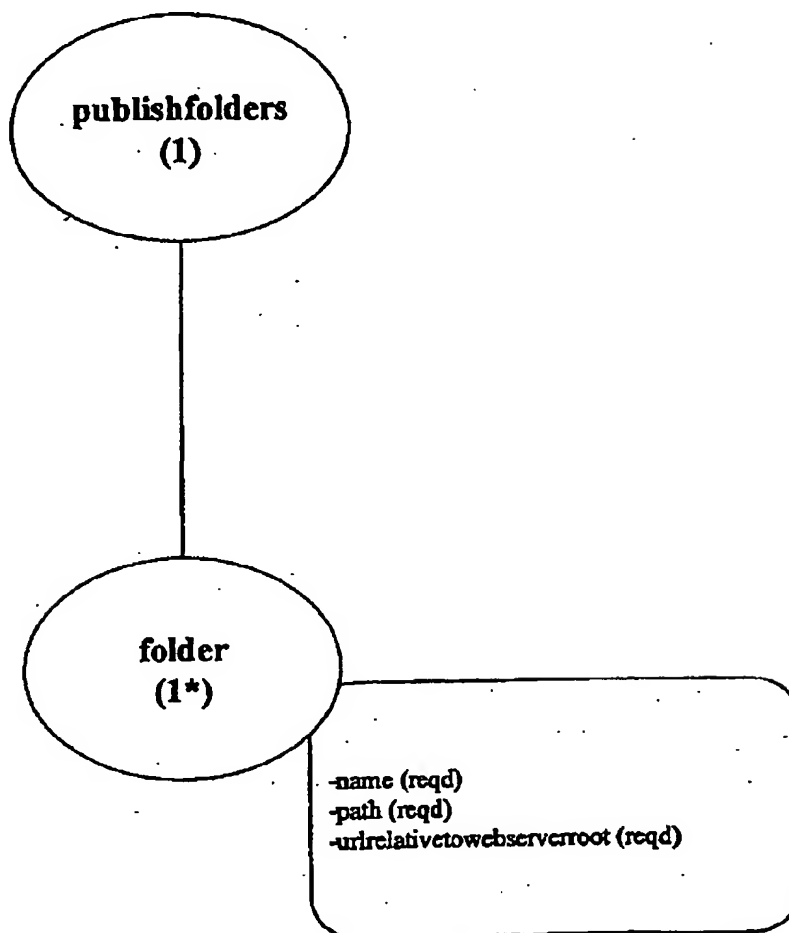 publishfolders
(1)
folder
(1*)
-name (reqd)
-path (reqd)
-urlrelativetowebserverroot (reqd)